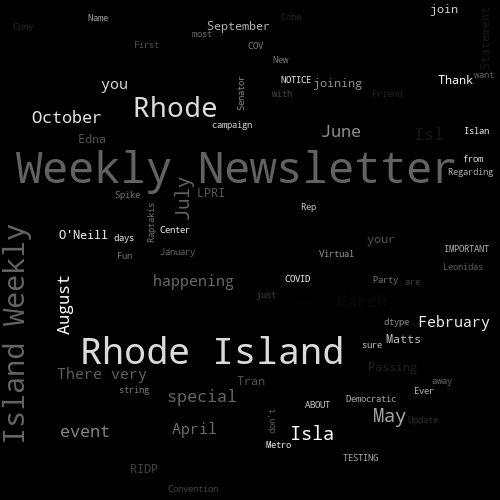 join
Cohe
Name
September
Conv
most
Statement
First
COV
New
want
Senator
NOTICE
joining
Thank
you
with
Friend
Rhode
October
campaign
June
Isl
Islan
Edna
Weekly Newsletter
from
Regarding
July
LPRI
Spike
Rep
Raptakis
Center
O'Neill
days
your
IMPORTANT
Fun
January
Virtual
Leonidas
Island Weekly
happening
COVID
Party
are
August
just
March
dtype
February
Rhode Island
sure
Matts
There very
Passing
Tran
away
string
special
Ever
Democratic
ABOUT
May
Update
don't
event
April
Isla
Metro
TESTING
RIDP
Convention